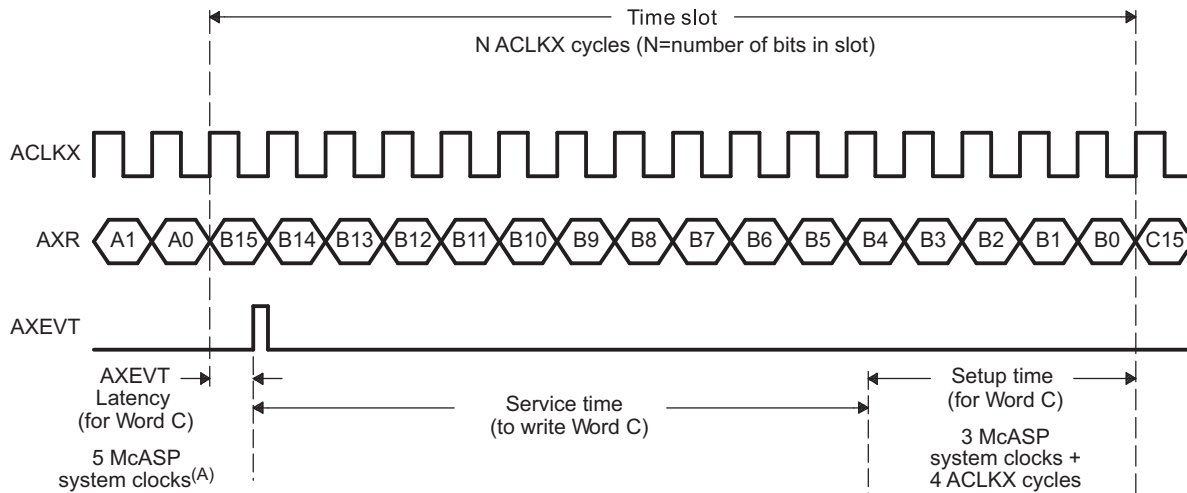 Time slot
N ACLKX cycles (N=number of bits in slot)
ACLKX
AXR A1 A0 B15 B14 B13 B12 B11 B10 B9 B8 B7 B6 B5 B4 B3 B2 B1 B0 C15
AXEVT
AXEVT
Latency
(for Word C)
5 McASP
system clocks(A)
Service time
(to write Word C)
Setup time
(for Word C)
3 McASP
system clocks +
4 ACLKX cycles